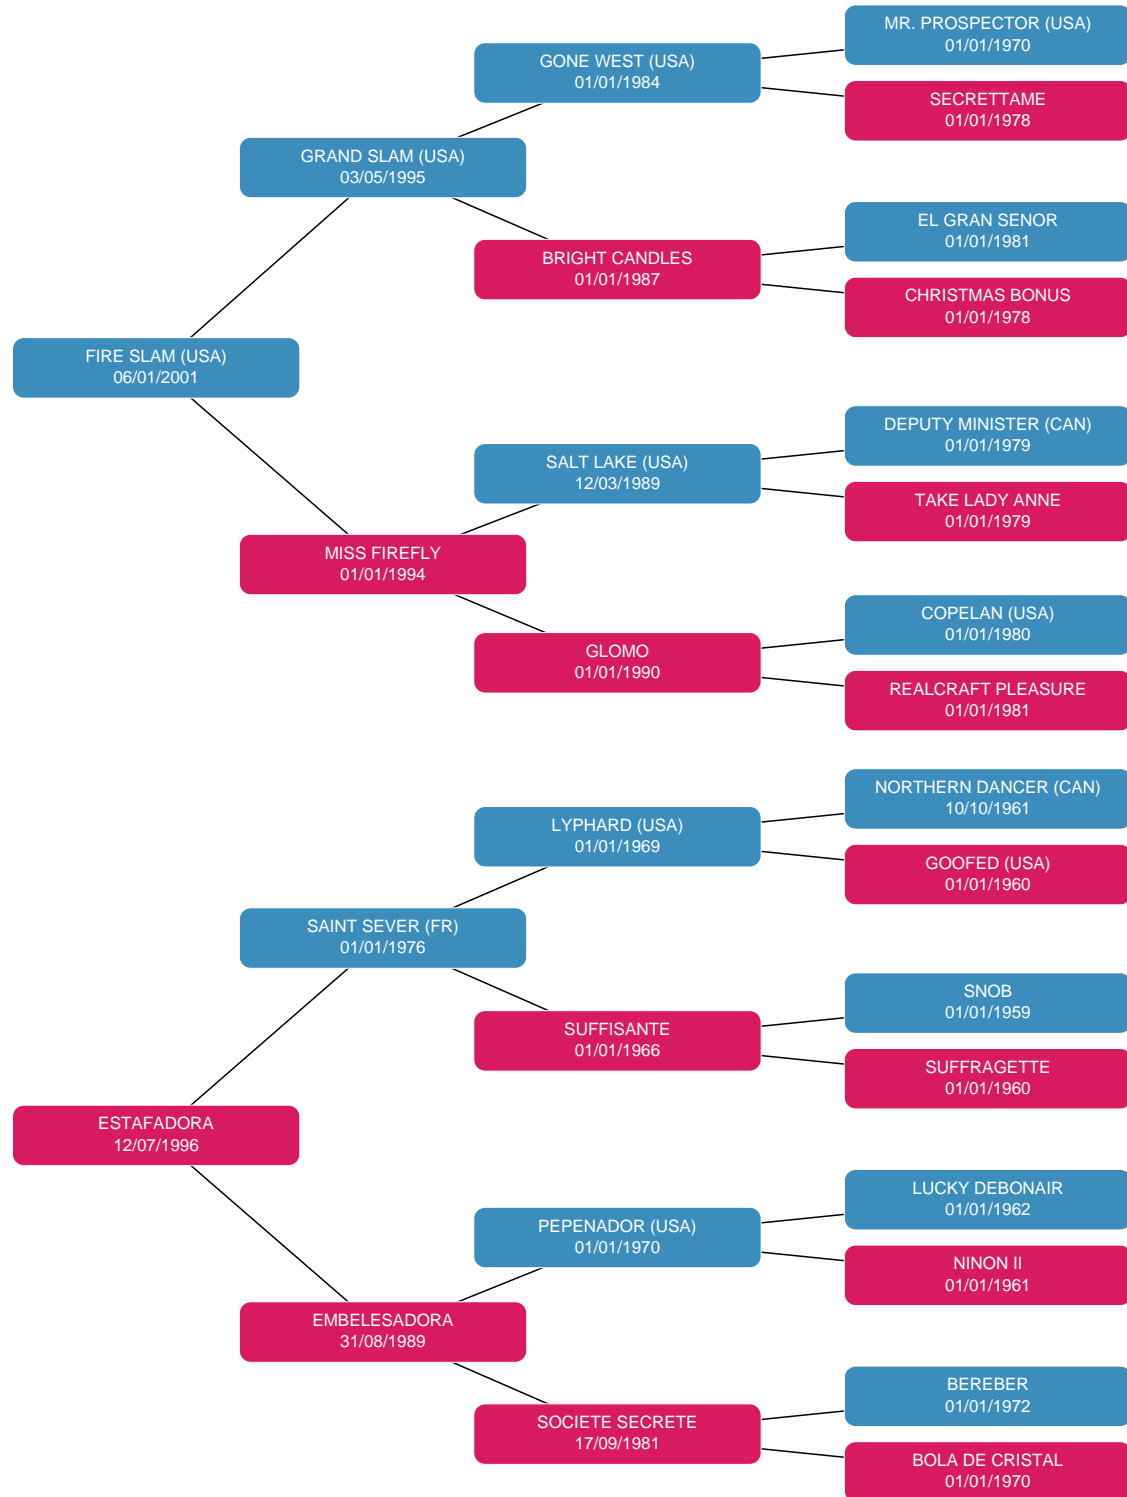 MR. PROSPECTOR (USA)
01/01/1970
GONE WEST (USA)
01/01/1984
SECRETTAME
01/01/1978
GRAND SLAM (USA)
03/05/1995
EL GRAN SENOR
01/01/1981
BRIGHT CANDLES
01/01/1987
CHRISTMAS BONUS
01/01/1978
FIRE SLAM (USA)
06/01/2001
DEPUTY MINISTER (CAN)
01/01/1979
SALT LAKE (USA)
12/03/1989
TAKE LADY ANNE
01/01/1979
MISS FIREFLY
01/01/1994
COPELAN (USA)
01/01/1980
GLOMO
01/01/1990
REALCRAFT PLEASURE
01/01/1981
NORTHERN DANCER (CAN)
10/10/1961
LYPHARD (USA)
01/01/1969
GOOFED (USA)
01/01/1960
SAINT SEVER (FR)
01/01/1976
SNOB
01/01/1959
SUFFISANTE
01/01/1966
SUFFRAGETTE
01/01/1960
ESTAFADORA
12/07/1996
LUCKY DEBONAIR
01/01/1962
PEPENADOR (USA)
01/01/1970
NINON II
01/01/1961
EMBELESADORA
31/08/1989
BEREBER
01/01/1972
SOCIETE SECRETE
17/09/1981
BOLA DE CRISTAL
01/01/1970